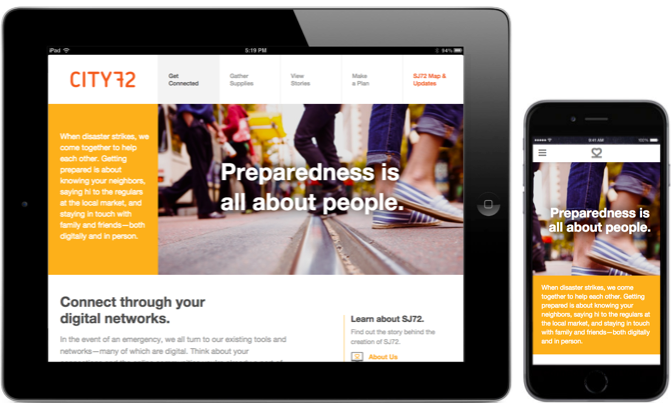 iPad
5:19 PM
94%
CITY72
Get
Connected
Gather
Supplies
View
Stories
Make
a Plan
SJ72 Map &
Updates
When disaster strikes, we
come together to help
each other. Getting
prepared is about
knowing your neighbors,
saying hi to the regulars
at the local market, and
staying in touch with
family and friends—both
digitally and in person.
Preparedness is
all about people.
Connect through your
digital networks.
In the event of an emergency, we all turn to our existing tools and
networks—many of which are digital. Think about your
Learn about SJ72.
Find out the story behind the
creation of SJ72.
About Us
9:41 AM
100%
Preparedness is
all about people.
When disaster strikes, we come
together to help each other. Getting
prepared is about knowing your
neighbors, saying hi to the regulars
at the local market, and staying in
touch with family and friends—both
digitally and in person.